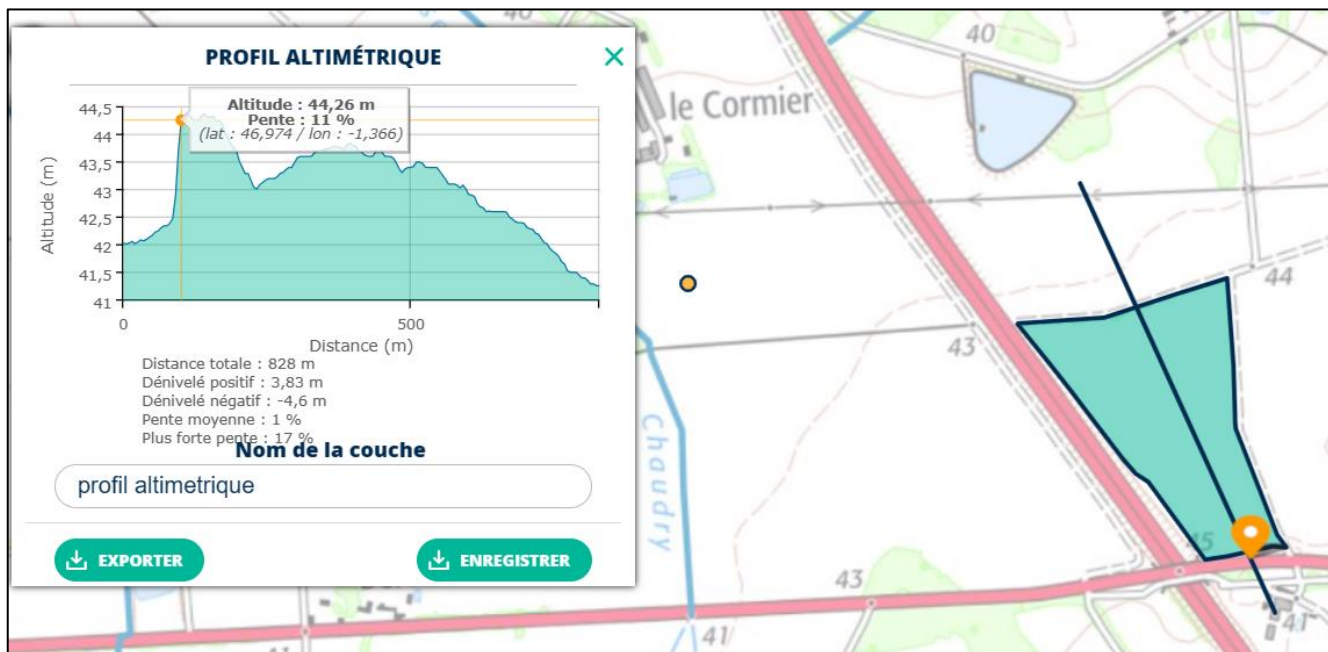 PROFIL ALTIMÉTRIQUE
Altitude : 44,26 m
Pente : 11 %
(lat : 46,974 / lon : -1,366)
44,5
44
43,5
43
42,5
42
41,5
41
Altitude (m)
0
500
Distance (m)
Distance totale : 828 m
Dénivelé positif : 3,83 m
Dénivelé négatif : -4,6 m
Pente moyenne : 1 %
Plus forte pente : 17 %
Nom de la couche
profil altimetrique
EXPORTER
ENREGISTRER
40
40
le Cormier
44
43
Chaudry
45
43
41
41